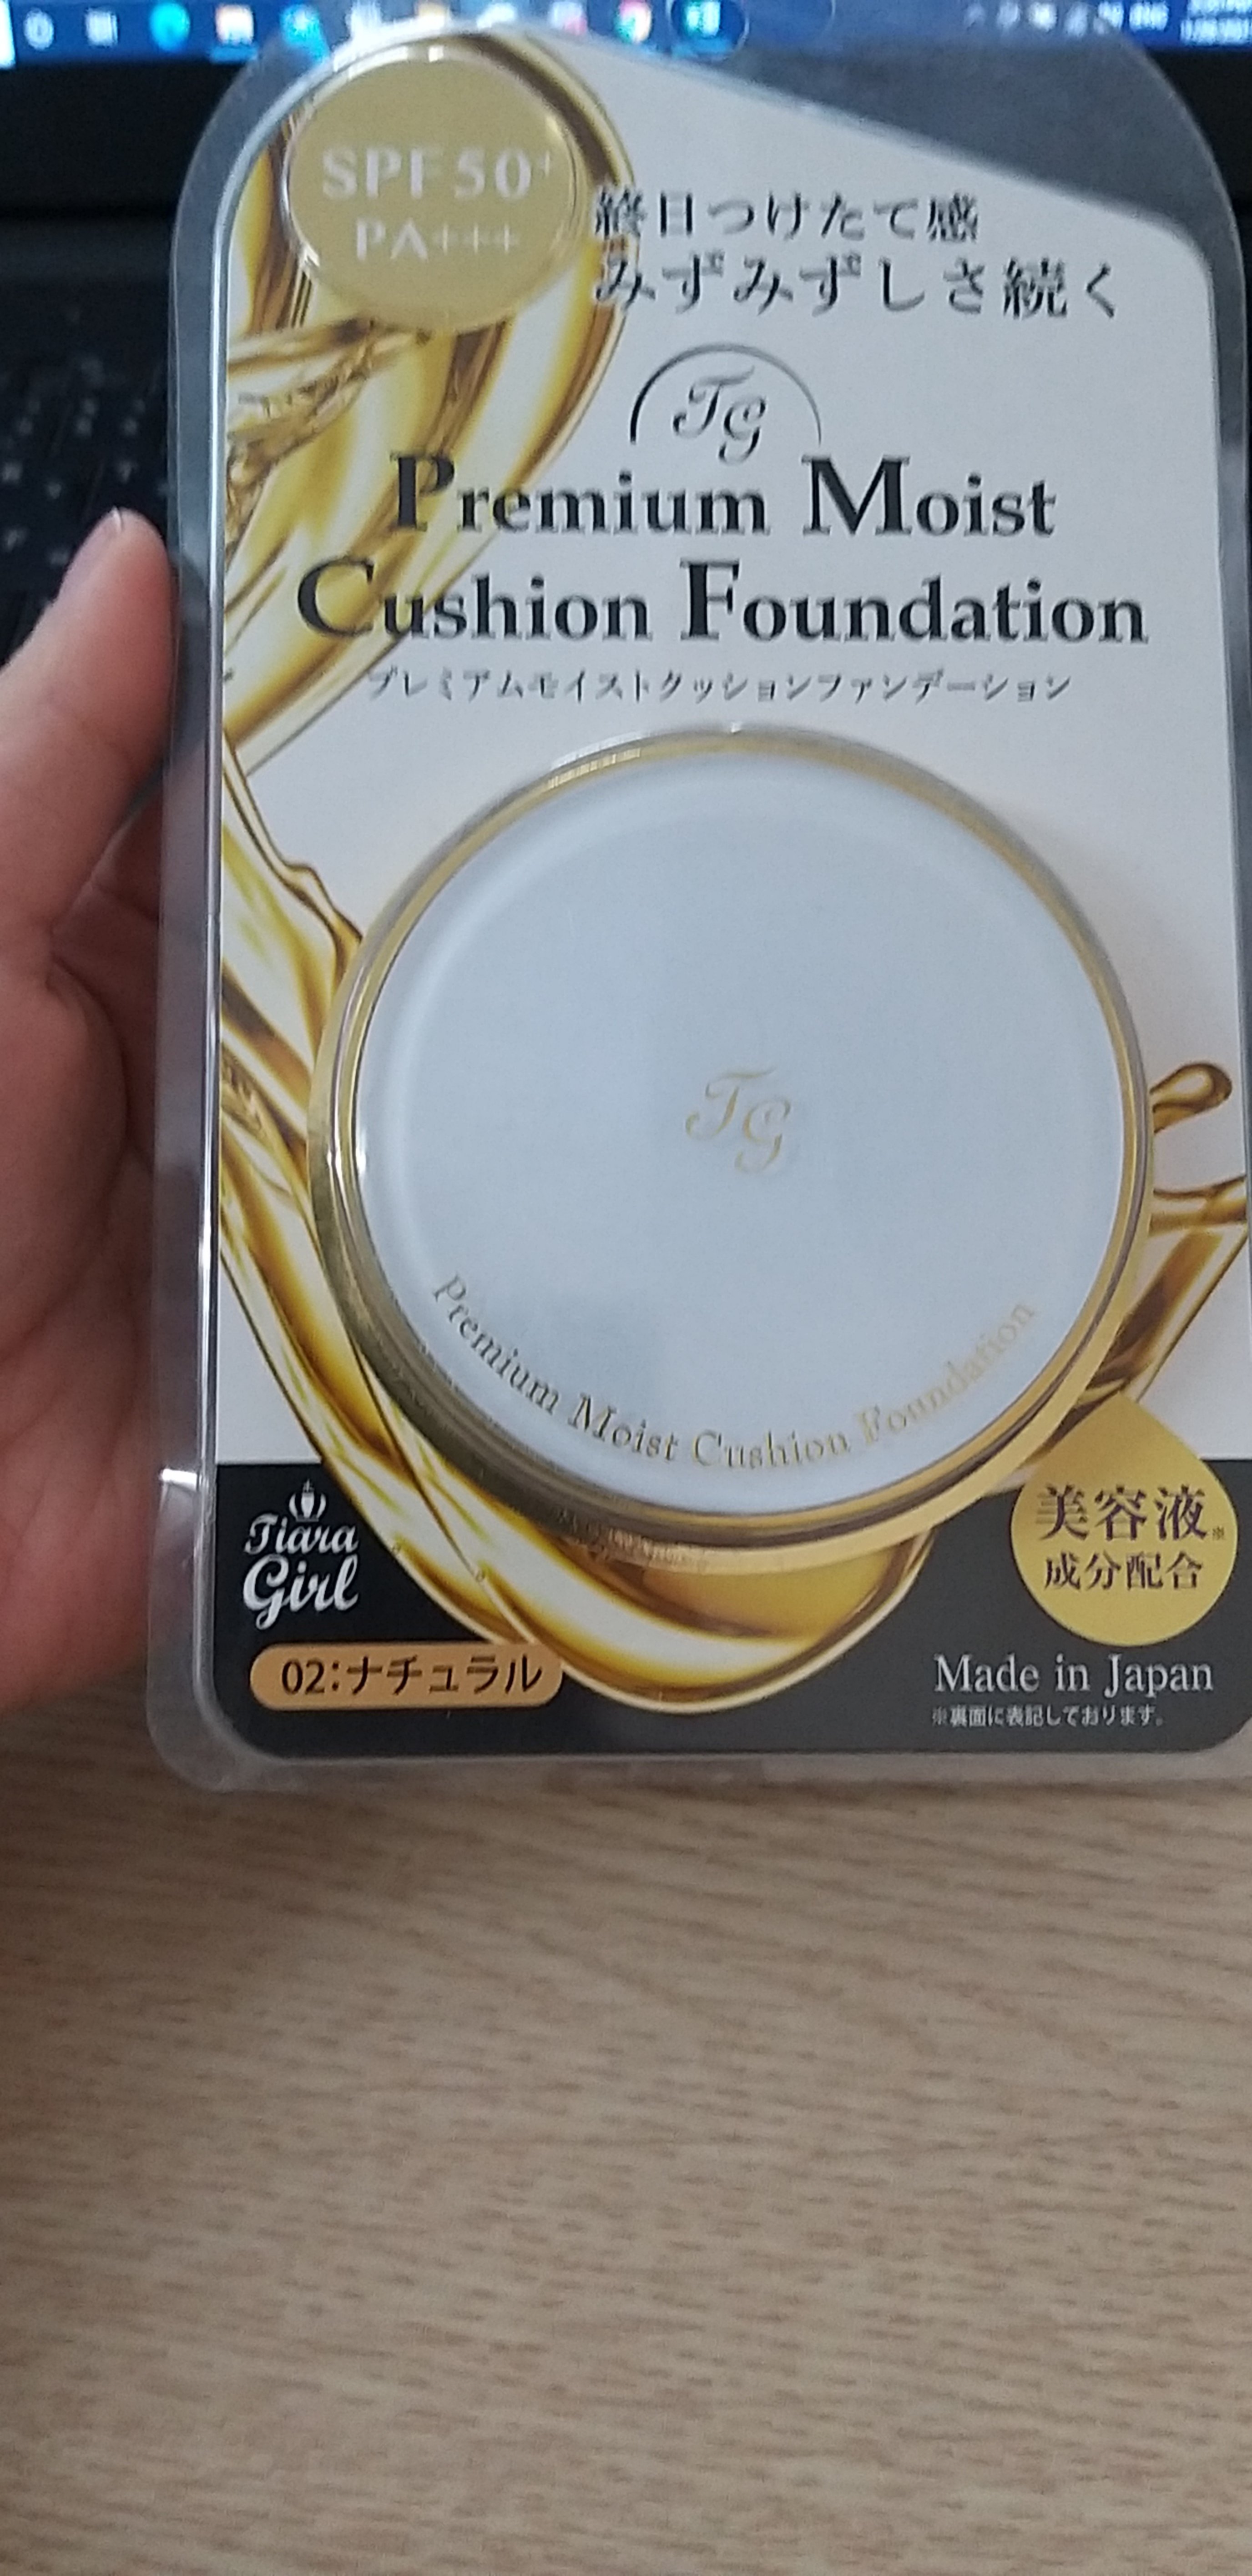 ENG
SPF50+
PA+++
終日つけたて感
みずみずしさ続く
TG
Premium Moist
Cushion Foundation
プレミアムモイストクッションファンデーション
TG
Premium Moist Cushion Foundation
Tiara
Girl
02:ナチュラル
美容液※
成分配合
Made in Japan
※裏面に表記しております。